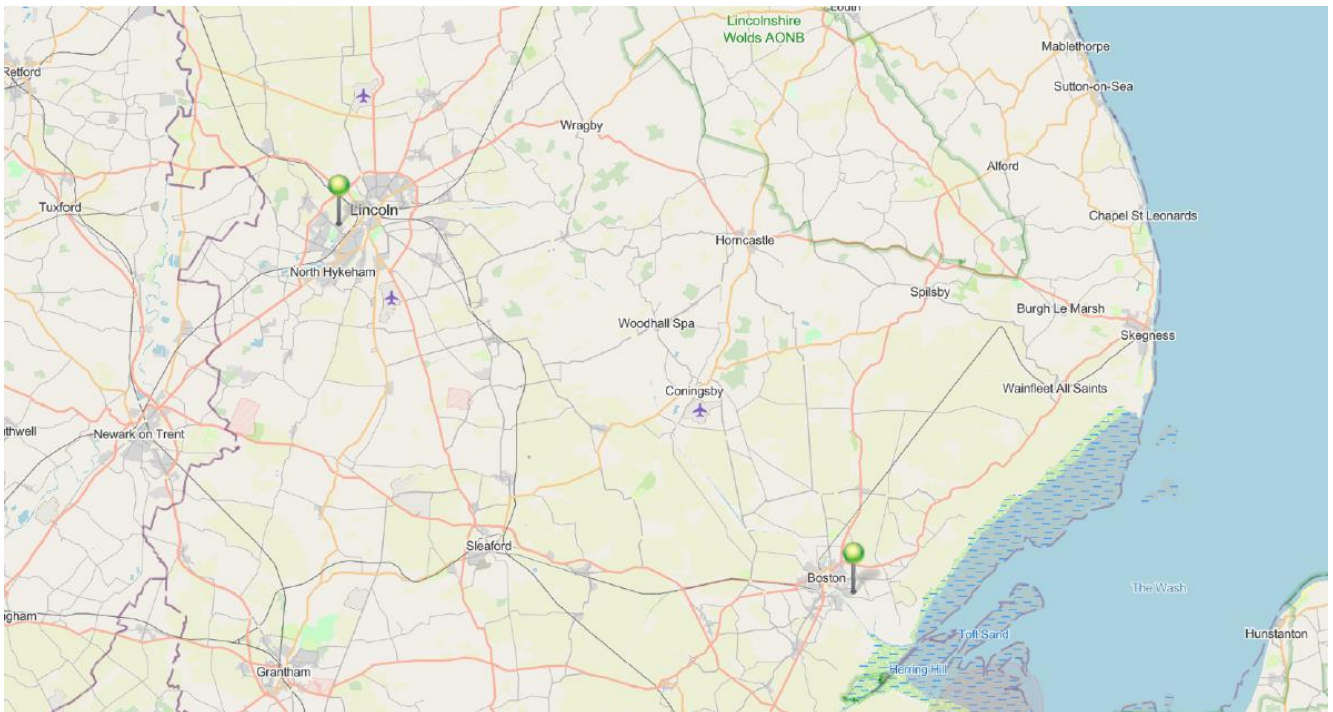 Louth
Lincolnshire
Wolds AONB
Mablethorpe
Retford
Sutton-on-Sea
Wragby
Alford
Tuxford
Lincoln
Chapel St Leonards
Horncastle
North Hykeham
Spilsby
Burgh Le Marsh
Woodhall Spa
Skegness
Coningsby
Wainfleet All Saints
Newark on Trent
Sleaford
Boston
The Wash
Toft Sand
Hunstanton
Herring Hill
Grantham